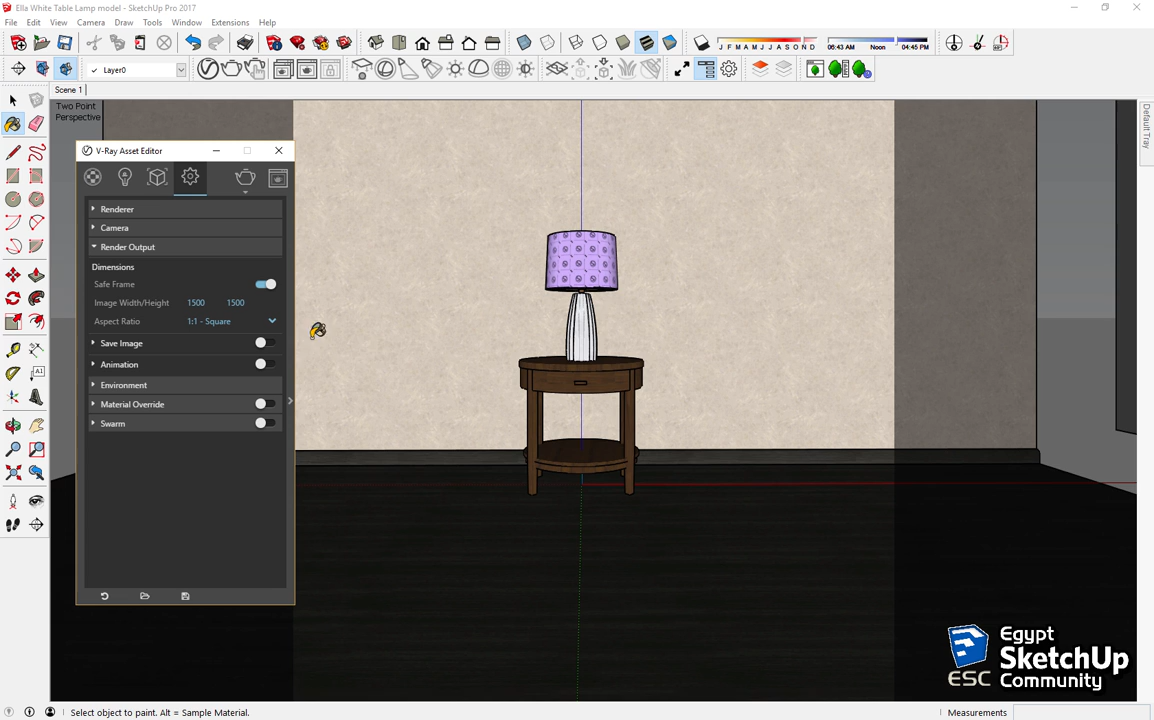 Ella White Table Lamp model - SketchUp Pro 2017
File Edit View Camera Draw Tools Window Extensions Help
J F M A M J J A S O N D 06:43 AM Noon 04:45 PM
Layer0
Scene 1
Two Point
Perspective
Default Tray
V-Ray Asset Editor
Renderer
Camera
Render Output
Dimensions
Safe Frame
Image Width/Height 1500 1500
Aspect Ratio 1:1 - Square
Save Image
Animation
Environment
Material Override
Swarm
Egypt
SketchUp
ESC Community
Select object to paint. Alt = Sample Material. Measurements